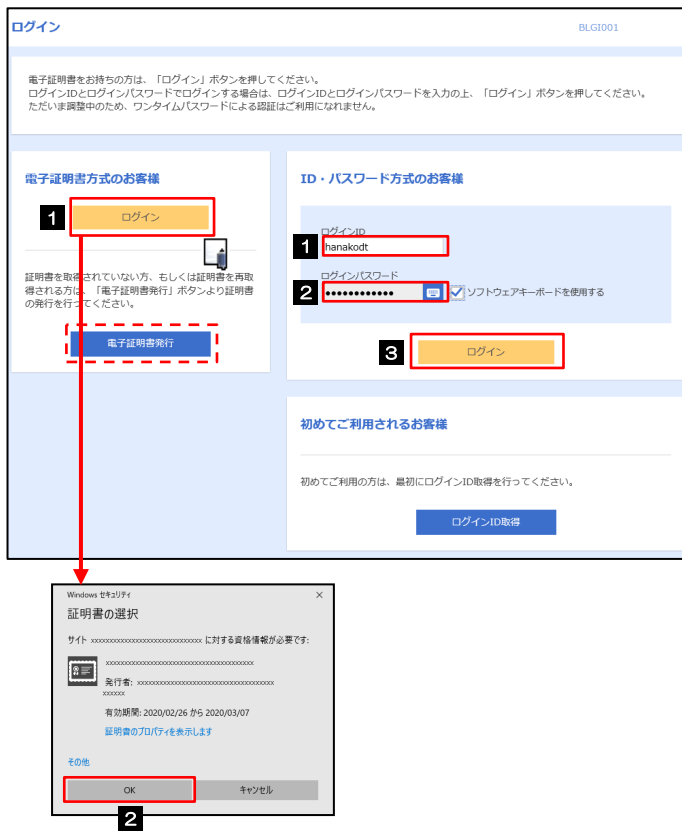 ログイン
BLGI001
電子証明書をお持ちの方は、「ログイン」ボタンを押してください。
ログインIDとログインパスワードでログインする場合は、ログインIDとログインパスワードを入力の上、「ログイン」ボタンを押してください。
ただいま調整中のため、ワンタイムパスワードによる認証はご利用になれません。
電子証明書方式のお客様
1
ログイン
証明書を取得されていない方、もしくは証明書を再取
得される方は、「電子証明書発行」ボタンより証明書
の発行を行ってください。
電子証明書発行
ID・パスワード方式のお客様
ログインID
1
hanakodt
ログインパスワード
2
••••••••••••
ソフトウェアキーボードを使用する
3
ログイン
初めてご利用されるお客様
初めてご利用の方は、最初にログインID取得を行ってください。
ログインID取得
Windows セキュリティ
×
証明書の選択
サイト xxxxxxxxxxxxxxxxxxxxxxxxxxxxx に対する資格情報が必要です:
xxxxxxxxxxxxxxxxxxxxxxxxxxxxxxxxxxxxxxx
発行者: xxxxxxxxxxxxxxxxxxxxxxxxxxxxxxxxxxxx
xxxxxx
有効期間: 2020/02/26 から 2020/03/07
証明書のプロパティを表示します
その他
OK
キャンセル
2